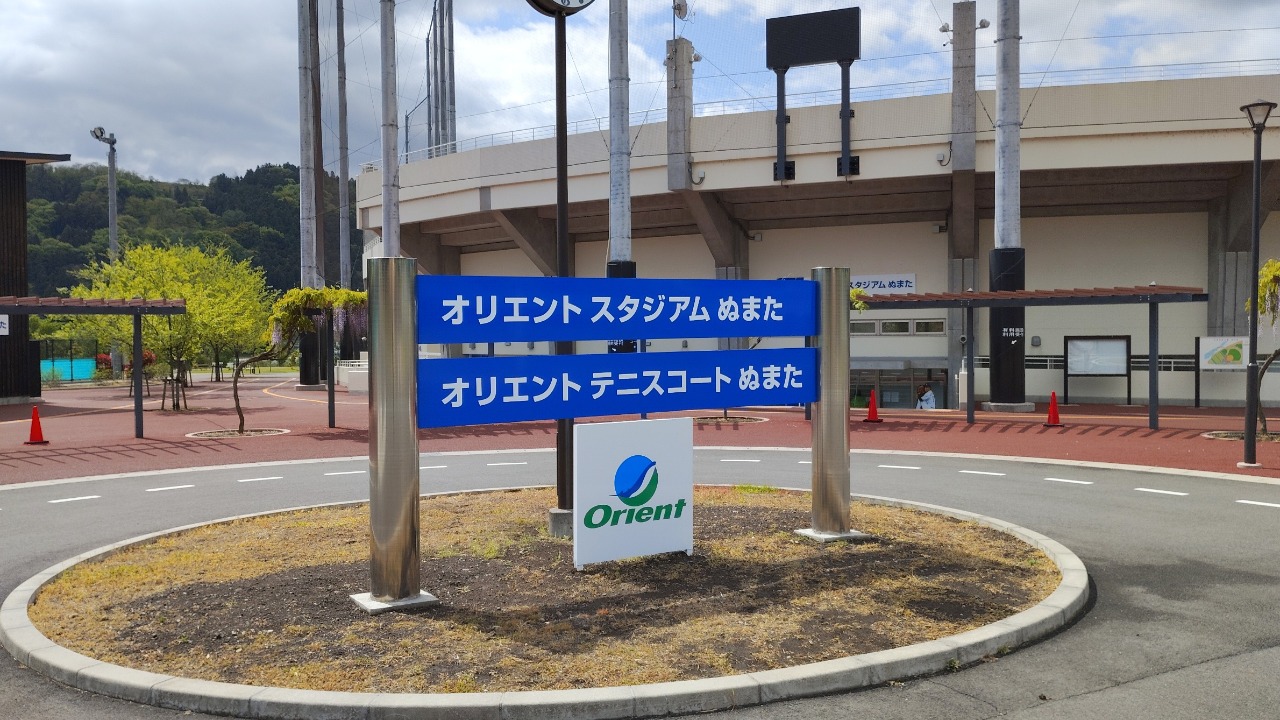 オリエント スタジアム ぬまた
オリエント テニスコート ぬまた
Orient
スタジアム ぬまた